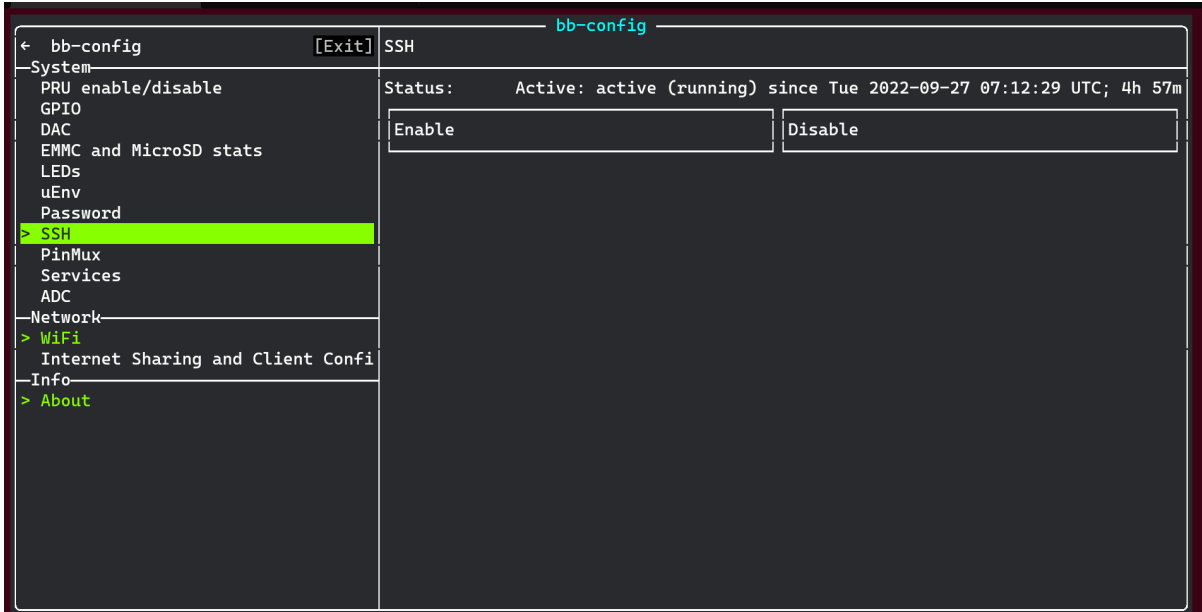 bb-config
← bb-config [Exit]
System
PRU enable/disable
GPIO
DAC
EMMC and MicroSD stats
LEDs
uEnv
Password
> SSH
PinMux
Services
ADC
Network
> WiFi
Internet Sharing and Client Confi
Info
> About
SSH
Status: Active: active (running) since Tue 2022-09-27 07:12:29 UTC; 4h 57m
Enable Disable